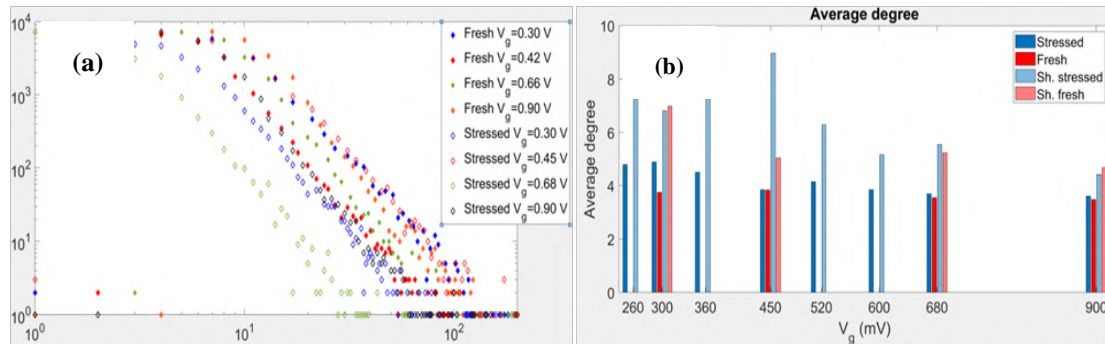 (a)
10^4
10^3
10^2
10^1
10^0
10^0
10^1
10^2
Fresh V_g=0.30 V
Fresh V_g=0.42 V
Fresh V_g=0.66 V
Fresh V_g=0.90 V
Stressed V_g=0.30 V
Stressed V_g=0.45 V
Stressed V_g=0.68 V
Stressed V_g=0.90 V
Average degree
(b)
Average degree
10
8
6
4
2
0
260 300 360 450 520 600 680 900
V_g (mV)
Stressed
Fresh
Sh. stressed
Sh. fresh